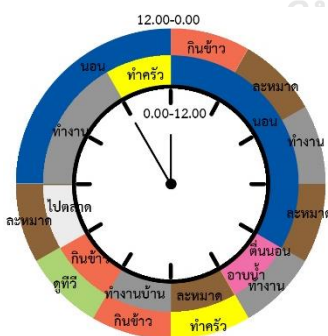 12.00-0.00
กินข้าว
นอน
ทำครัว
ละหมาด
0.00-12.00
นอน
ทำงาน
ทำงาน
ไปตลาด
ละหมาด
ละหมาด
ตื่นนอน
กินข้าว
อาบน้ำ
ดูทีวี
ทำงาน
ทำงานบ้าน
ละหมาด
กินข้าว
ทำครัว